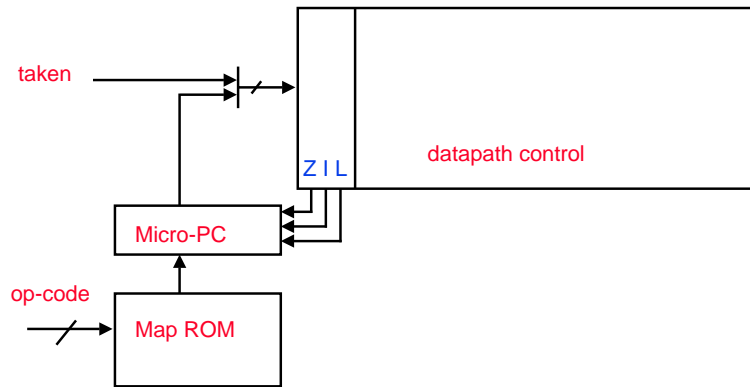 taken
datapath control
Z I L
Micro-PC
op-code
Map ROM